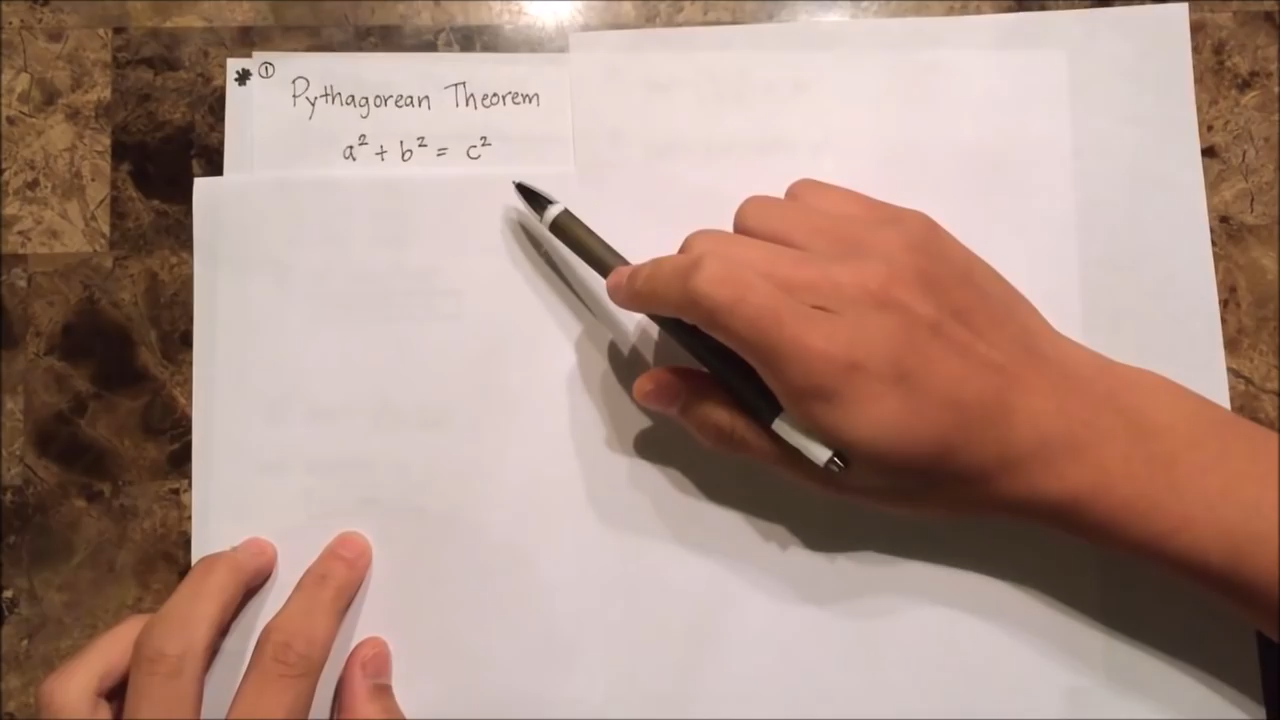 * ①
Pythagorean Theorem
a² + b² = c²